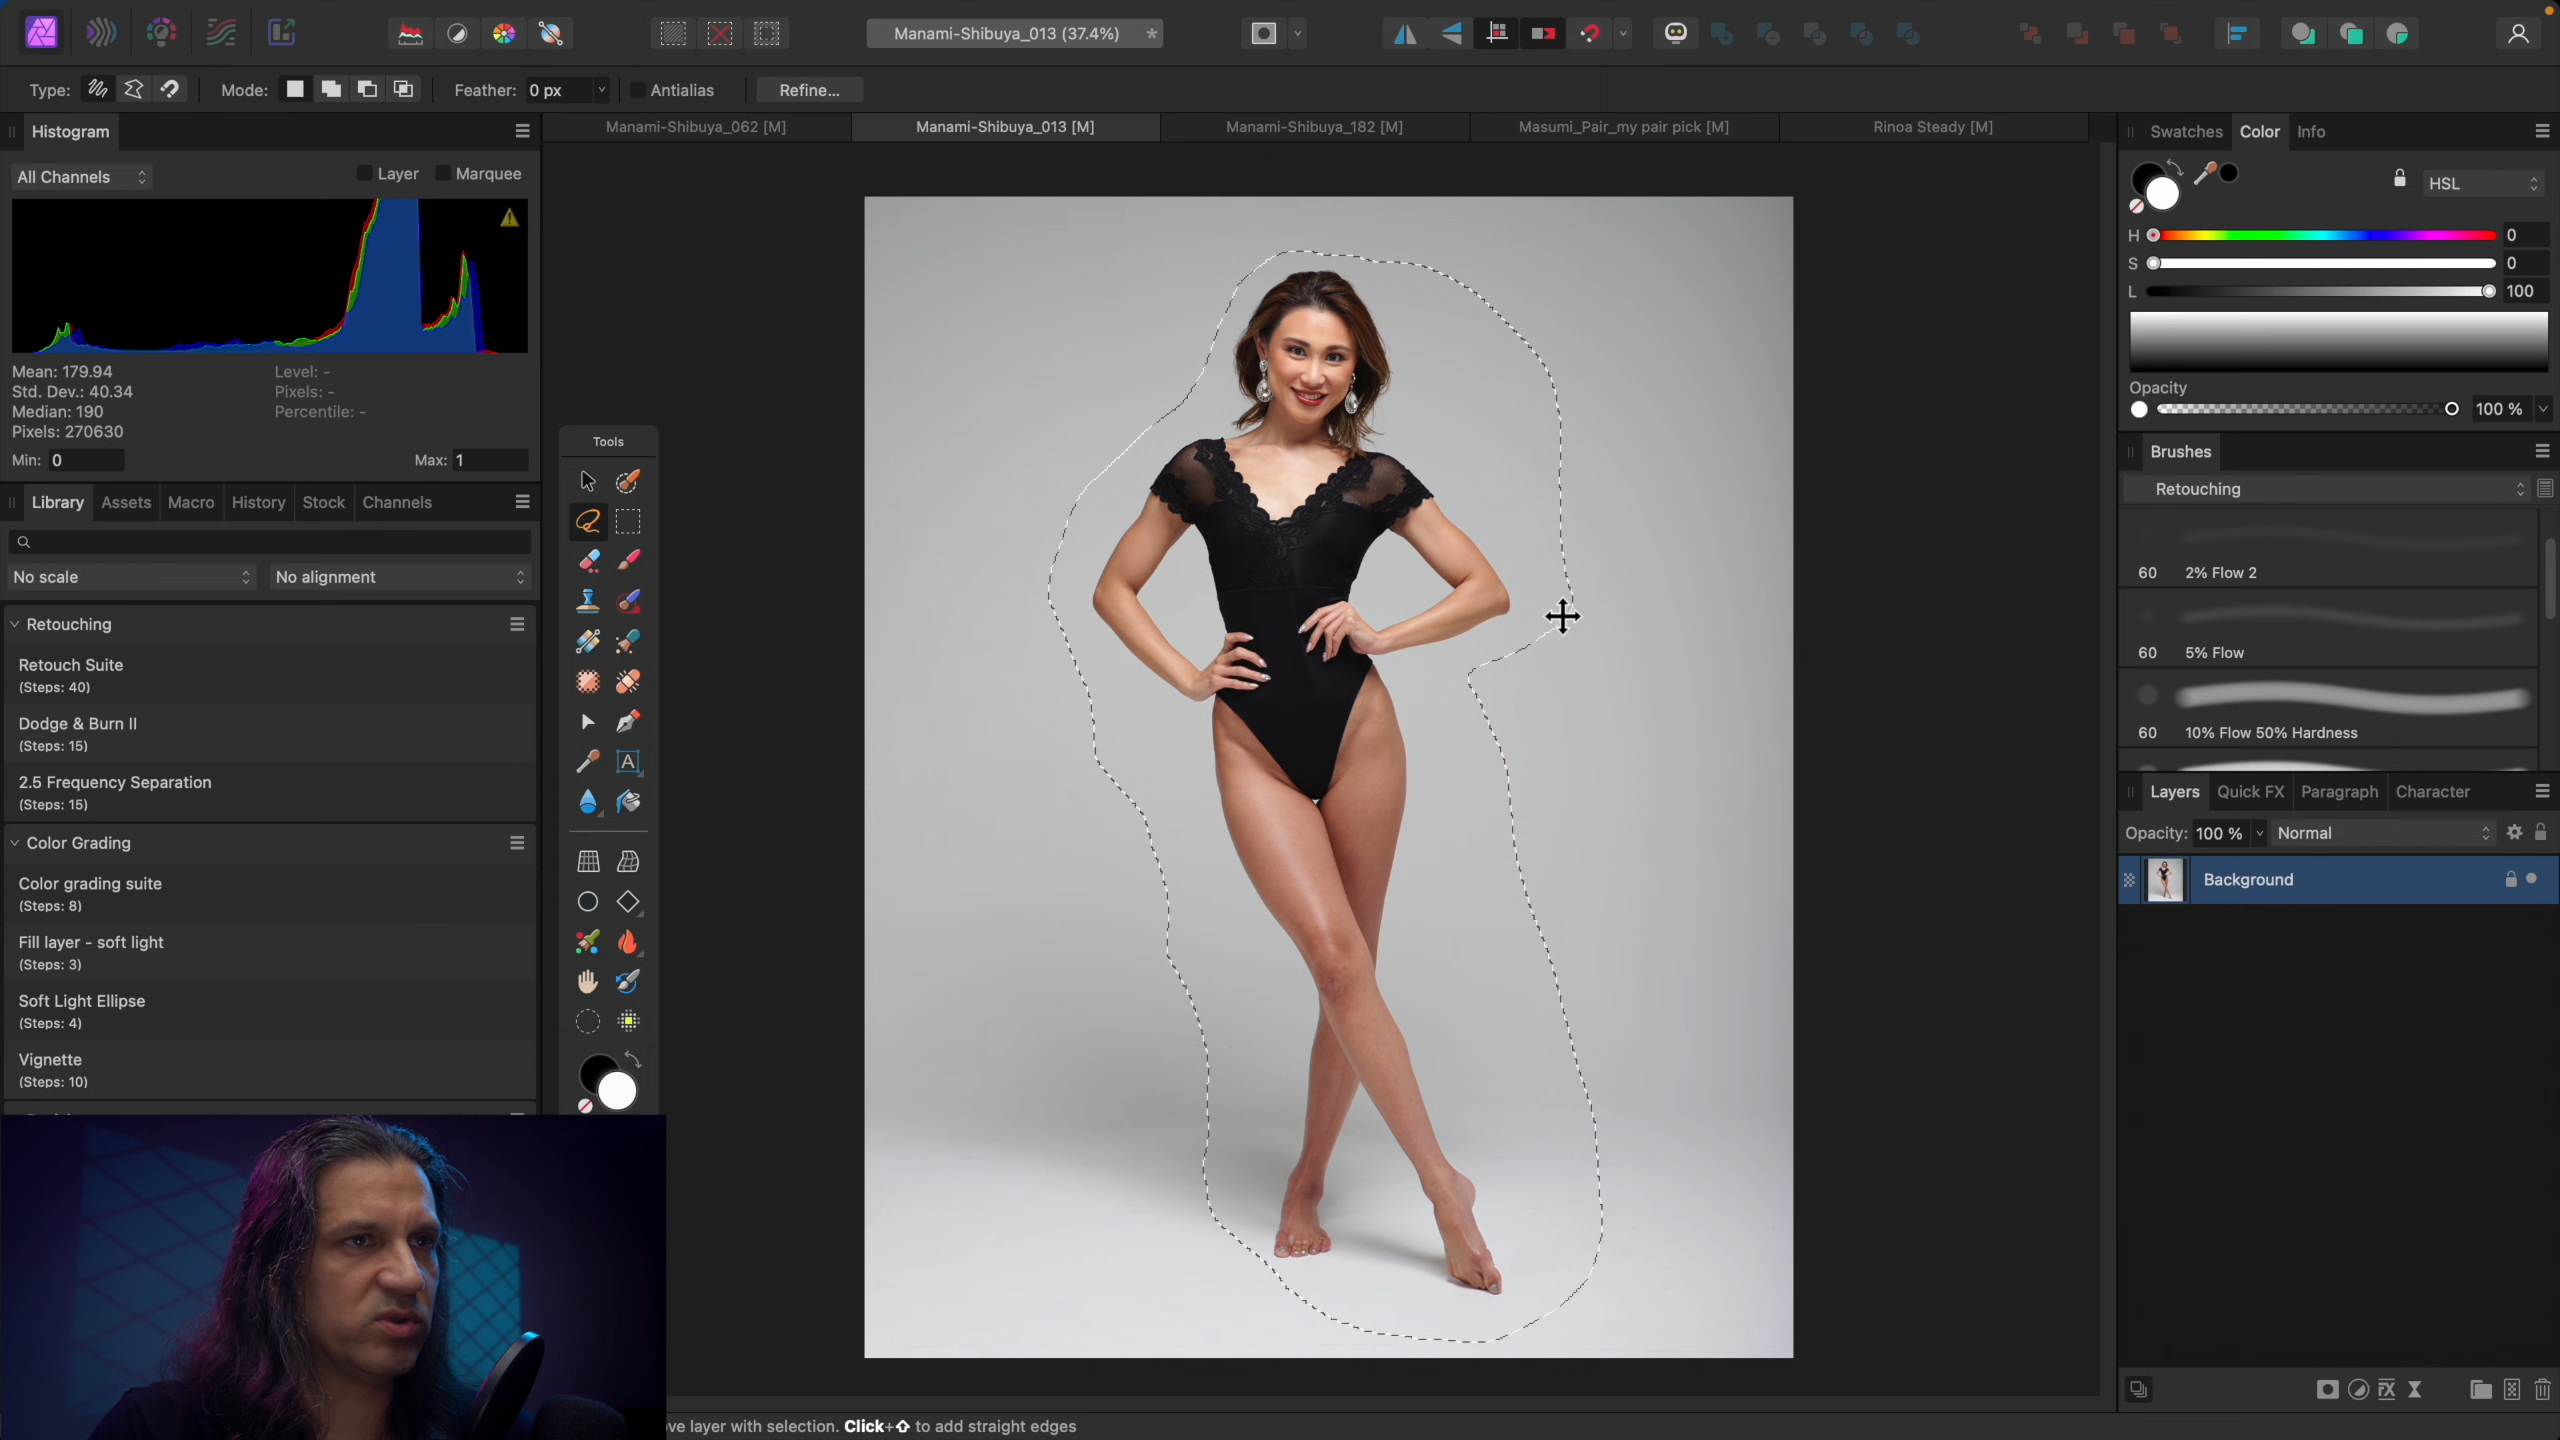 Manami-Shibuya_013 (37.4%) *
Type:
Mode:
Feather: 0 px
Antialias
Refine...
Histogram
Manami-Shibuya_062 [M]
Manami-Shibuya_013 [M]
Manami-Shibuya_182 [M]
Masumi_Pair_my pair pick [M]
Rinoa Steady [M]
Swatches Color Info
All Channels
Layer
Marquee
HSL
H 0
S 0
L 100
Mean: 179.94
Std. Dev.: 40.34
Median: 190
Pixels: 270630
Level: -
Pixels: -
Percentile: -
Min: 0
Max: 1
Opacity
100 %
Library Assets Macro History Stock Channels
No scale
No alignment
Retouching
Retouch Suite
(Steps: 40)
Dodge & Burn II
(Steps: 15)
2.5 Frequency Separation
(Steps: 15)
Color Grading
Color grading suite
(Steps: 8)
Fill layer - soft light
(Steps: 3)
Soft Light Ellipse
(Steps: 4)
Vignette
(Steps: 10)
Tools
A
Brushes
Retouching
60 2% Flow 2
60 5% Flow
60 10% Flow 50% Hardness
Layers Quick FX Paragraph Character
Opacity: 100 % Normal
Background
FX
ve layer with selection. Click+⇧ to add straight edges